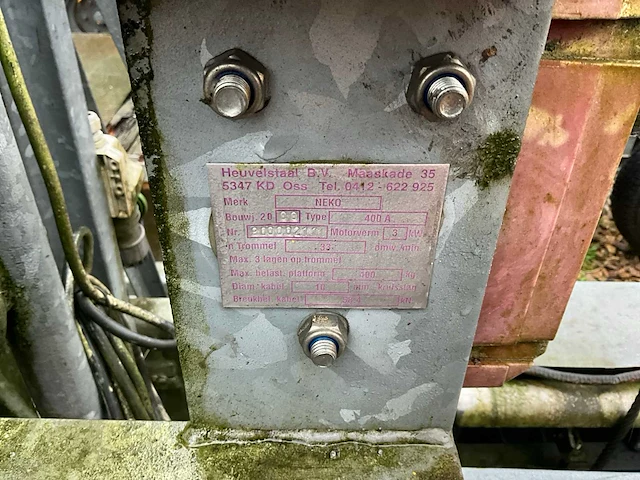 Heuvelstaal B.V. Maaskade 35
5347 KD Oss Tel. 0412-622 925
Merk NEKO
Bouwj. 20 Type 400 A
Nr. Motorverm. 3 kW
n Trommel 33 omw./min
Max. 3 lagen op trommel
Max. belast. platform kg
Diam. kabel 10 mm
Breukbel. kabel kN